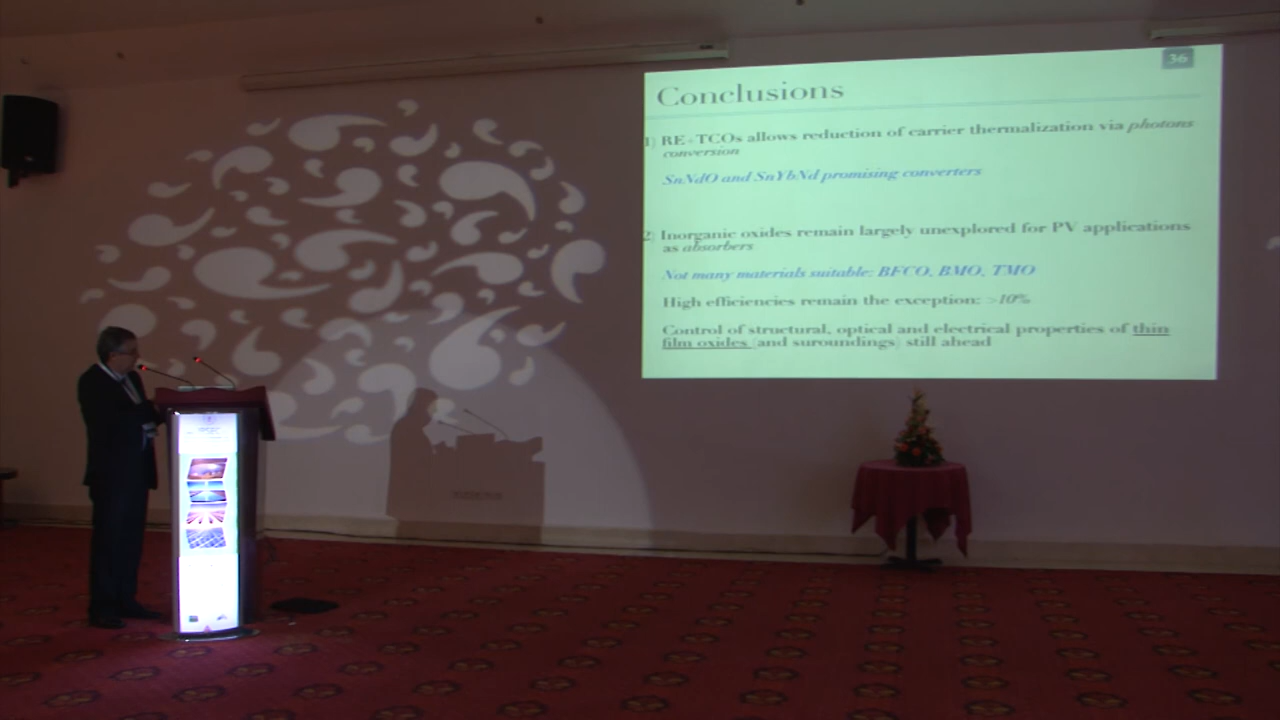 36
Conclusions
1) RE-TCOs allows reduction of carrier thermalization via photons
conversion
SnNdO and SnYbNd promising converters
2) Inorganic oxides remain largely unexplored for PV applications
as absorbers
Not many materials suitable: BFCO, BMO, TMO
High efficiencies remain the exception: >10%
Control of structural, optical and electrical properties of thin
film oxides (and suroundings) still ahead